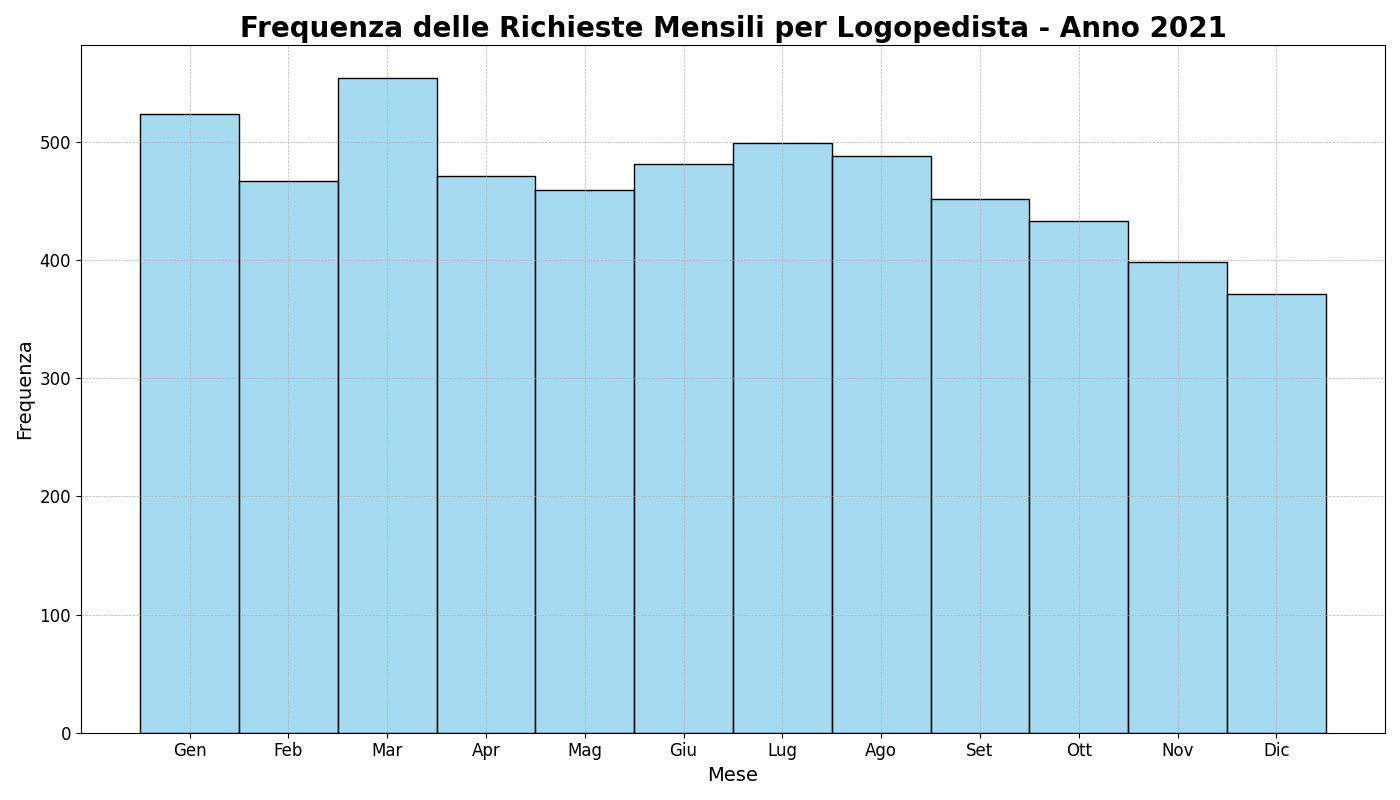 Frequenza delle Richieste Mensili per Logopedista - Anno 2021
Frequenza
500
400
300
200
100
0
Gen Feb Mar Apr Mag Giu Lug Ago Set Ott Nov Dic
Mese